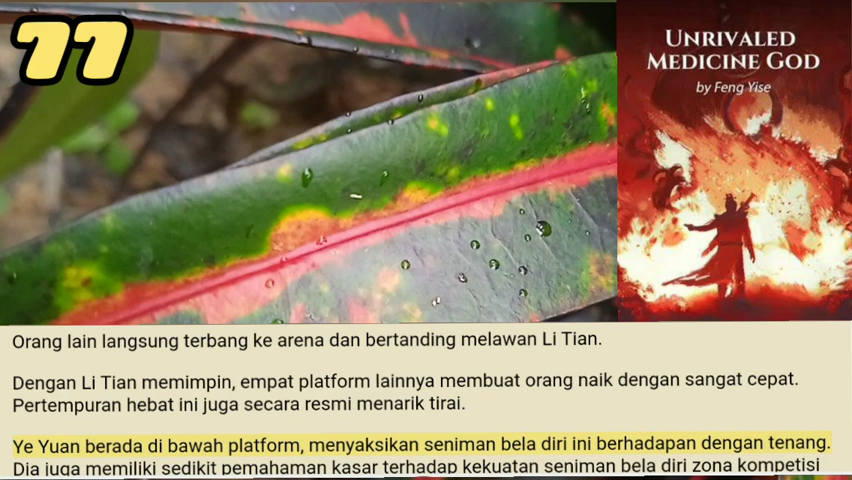 77
UNRIVALED
MEDICINE GOD
by Feng Yise
Orang lain langsung terbang ke arena dan bertanding melawan Li Tian.
Dengan Li Tian memimpin, empat platform lainnya membuat orang naik dengan sangat cepat.
Pertempuran hebat ini juga secara resmi menarik tirai.
Ye Yuan berada di bawah platform, menyaksikan seniman bela diri ini berhadapan dengan tenang.
Dia juga memiliki sedikit pemahaman kasar terhadap kekuatan seniman bela diri zona kompetisi